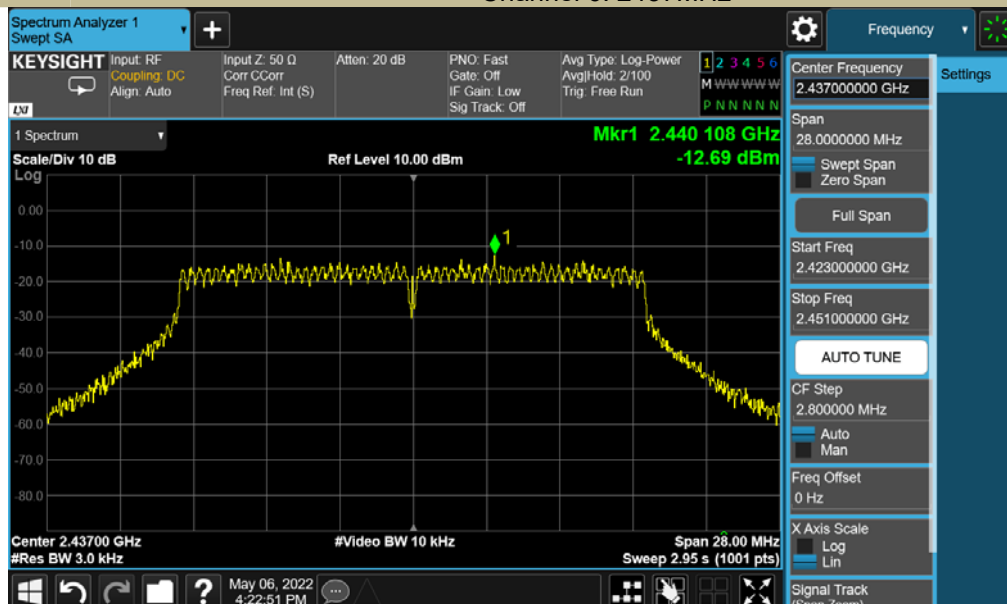 Spectrum Analyzer 1
Swept SA
+
Frequency
KEYSIGHT
Input: RF
Coupling: DC
Align: Auto
Input Z: 50 Ω
Corr CCorr
Freq Ref: Int (S)
Atten: 20 dB
PNO: Fast
Gate: Off
IF Gain: Low
Sig Track: Off
Avg Type: Log-Power
Avg|Hold: 2/100
Trig: Free Run
1 2 3 4 5 6
M W W W W W
P N N N N N
LXI
1 Spectrum
Mkr1 2.440 108 GHz
Scale/Div 10 dB
Ref Level 10.00 dBm
-12.69 dBm
Log
0.00
-10.0
-20.0
-30.0
-40.0
-50.0
-60.0
-70.0
-80.0
1
Center 2.43700 GHz
#Video BW 10 kHz
Span 28.00 MHz
#Res BW 3.0 kHz
Sweep 2.95 s (1001 pts)
Center Frequency
2.437000000 GHz
Settings
Span
28.0000000 MHz
Swept Span
Zero Span
Full Span
Start Freq
2.423000000 GHz
Stop Freq
2.451000000 GHz
AUTO TUNE
CF Step
2.800000 MHz
Auto
Man
Freq Offset
0 Hz
X Axis Scale
Log
Lin
Signal Track
?
May 06, 2022
4:22:51 PM